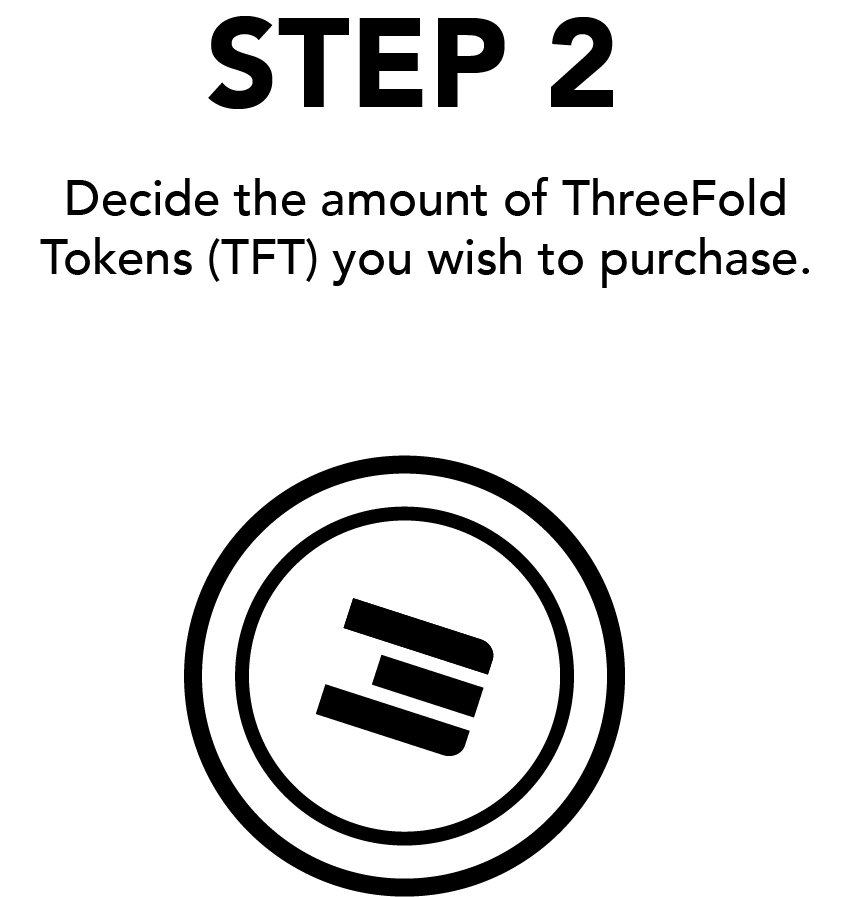 STEP 2
Decide the amount of ThreeFold
Tokens (TFT) you wish to purchase.